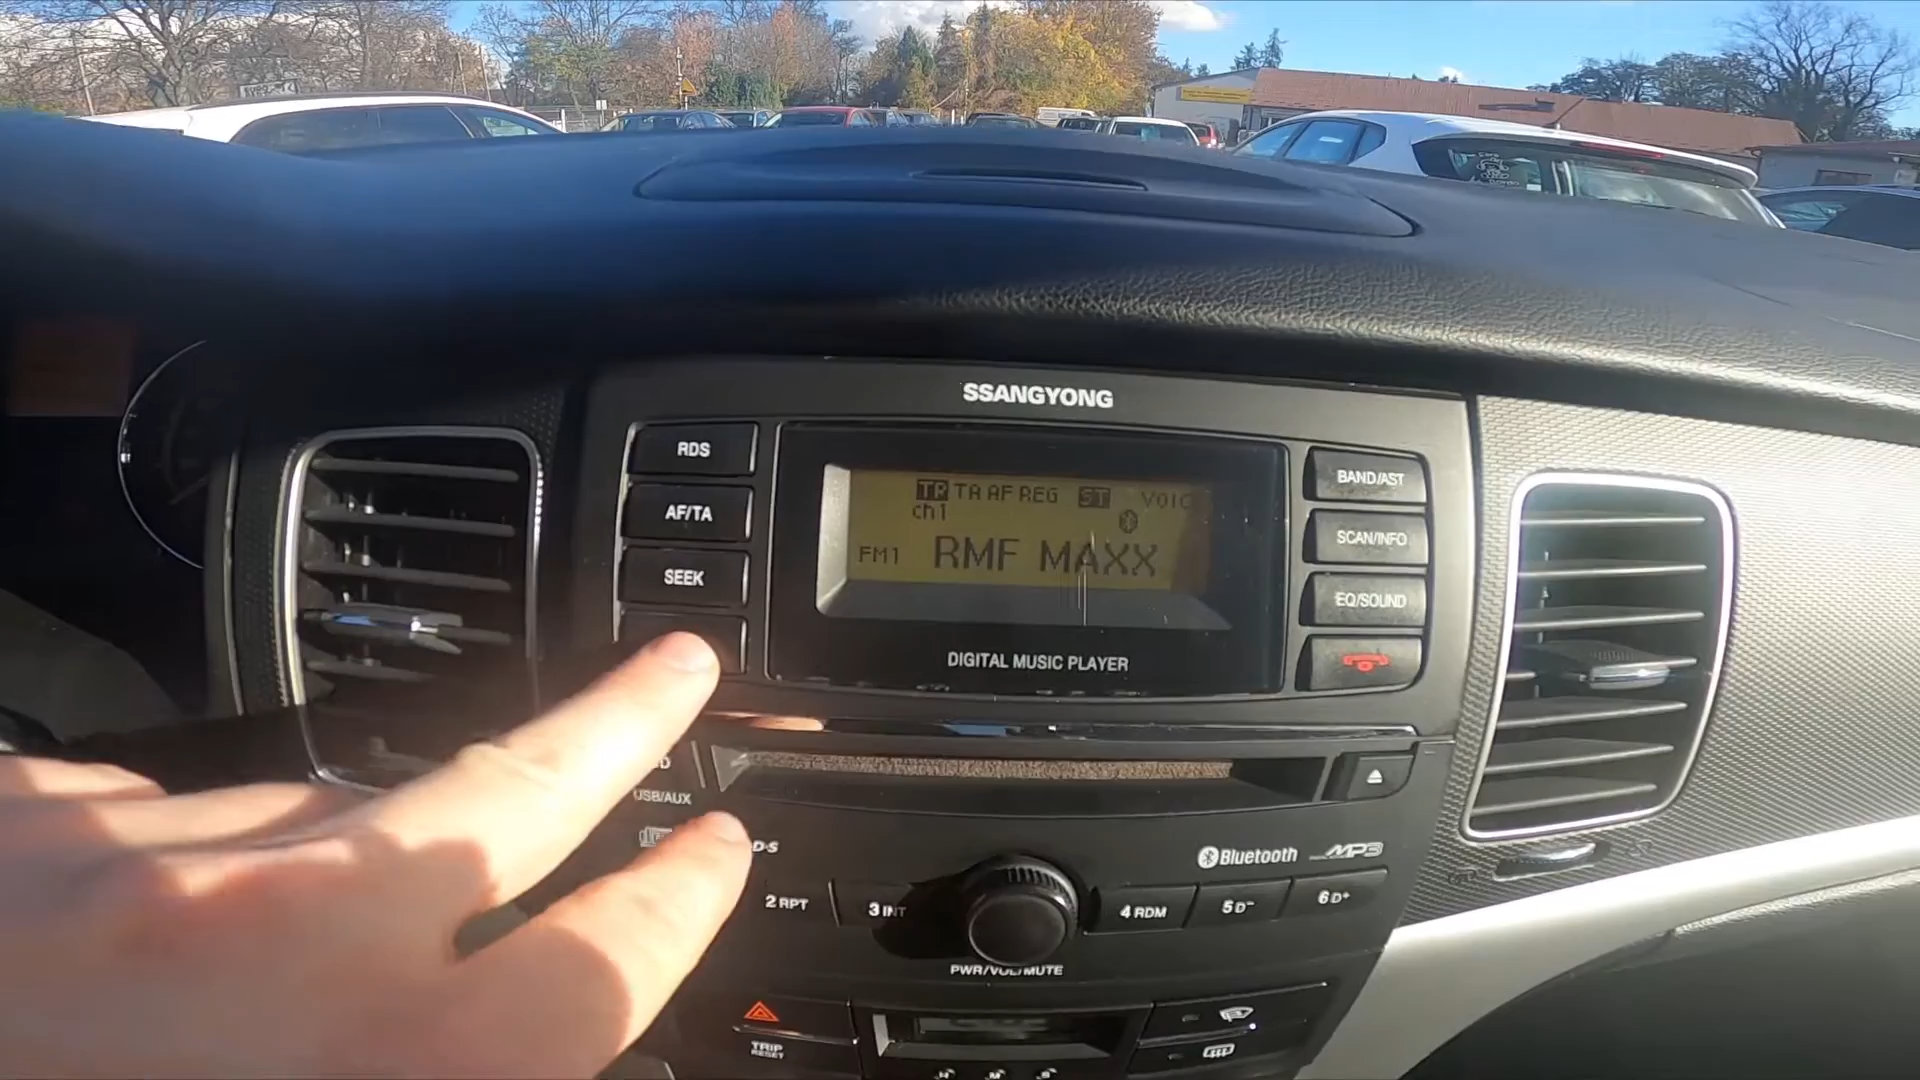 SSANGYONG
RDS
AF/TA
SEEK
TR TA AF REG ST
ch1
FM1 RMF MAXX
DIGITAL MUSIC PLAYER
BAND/AST
SCAN/INFO
EQ/SOUND
USB/AUX
Bluetooth MP3
2 RPT
3 INT
4 RDM
5 D-
6 D+
PWR/VOL/MUTE
TRIP
RESET